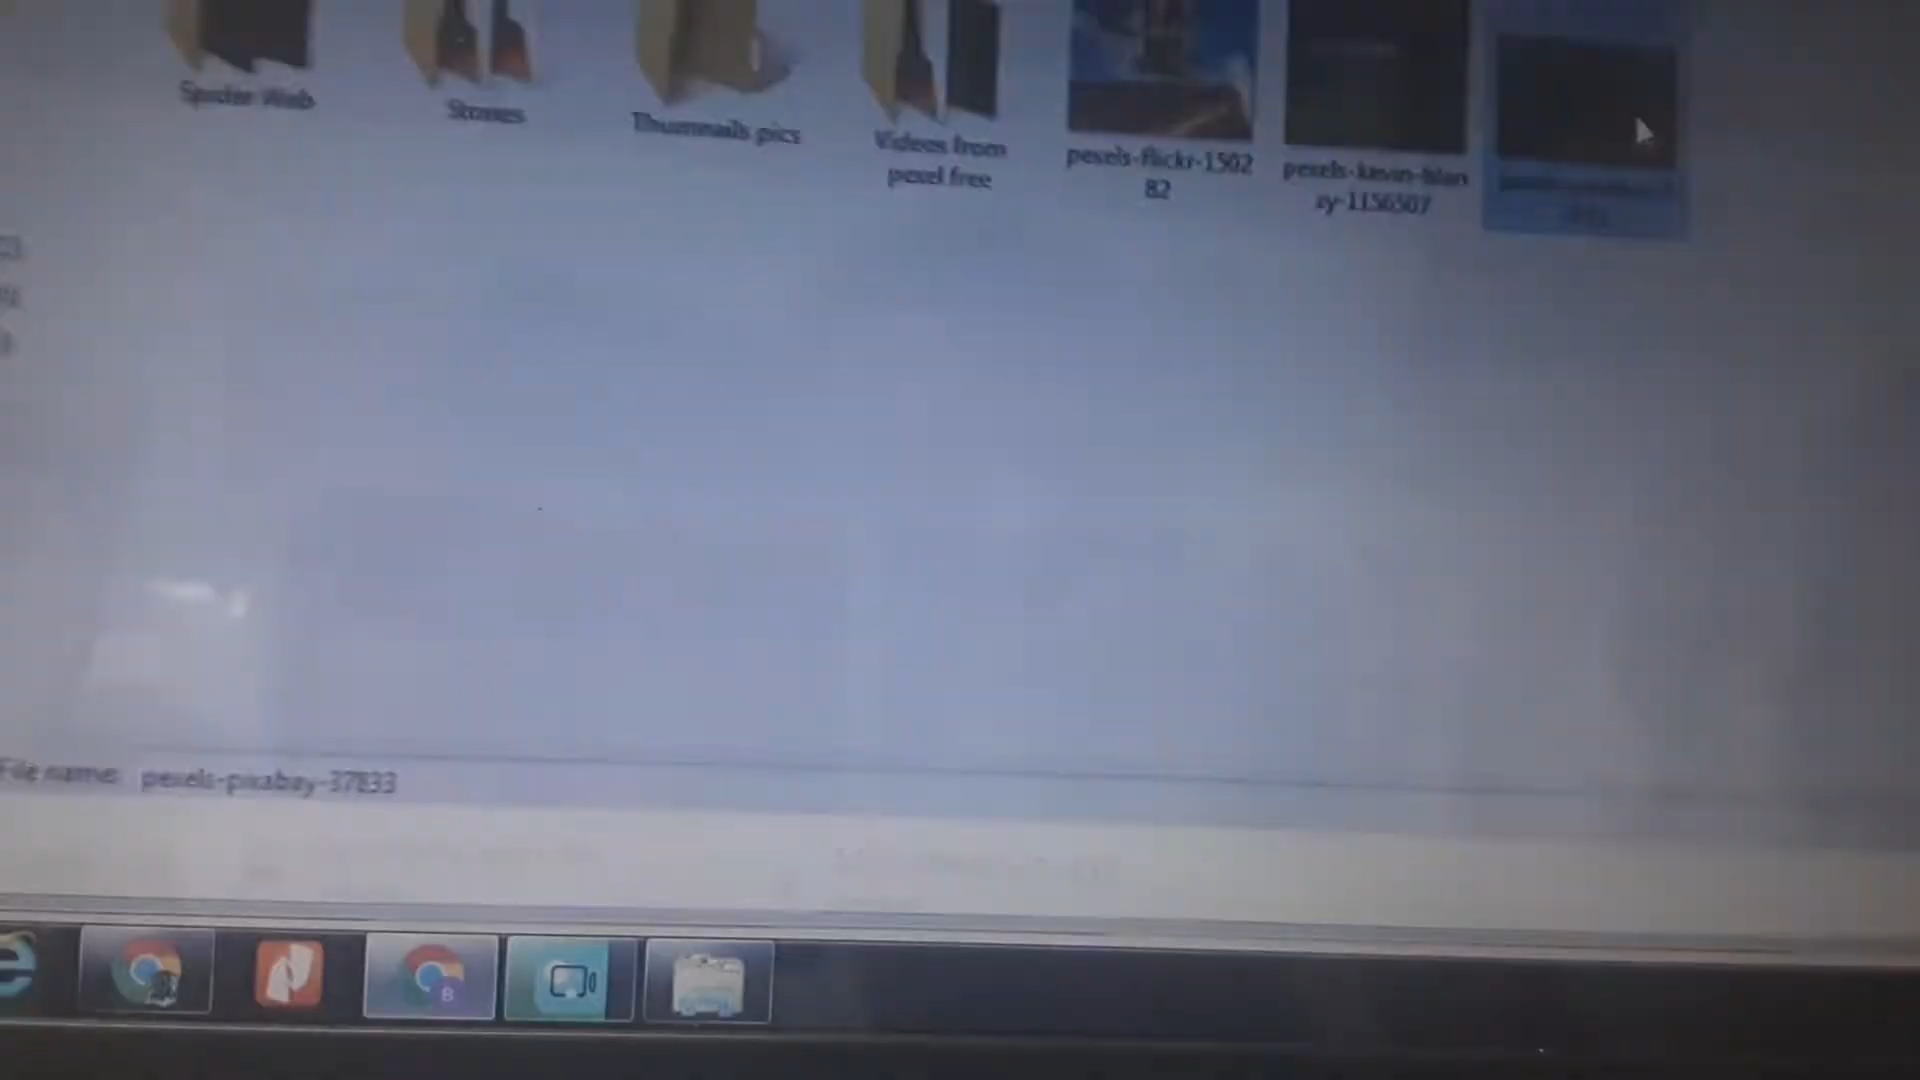 Spider Web
Stones
Thumnails pics
Videos from
pexel free
pexels-flickr-1502
82
pexels-kevin-blan
zy-1156507
File name: pexels-pixabay-37833
B